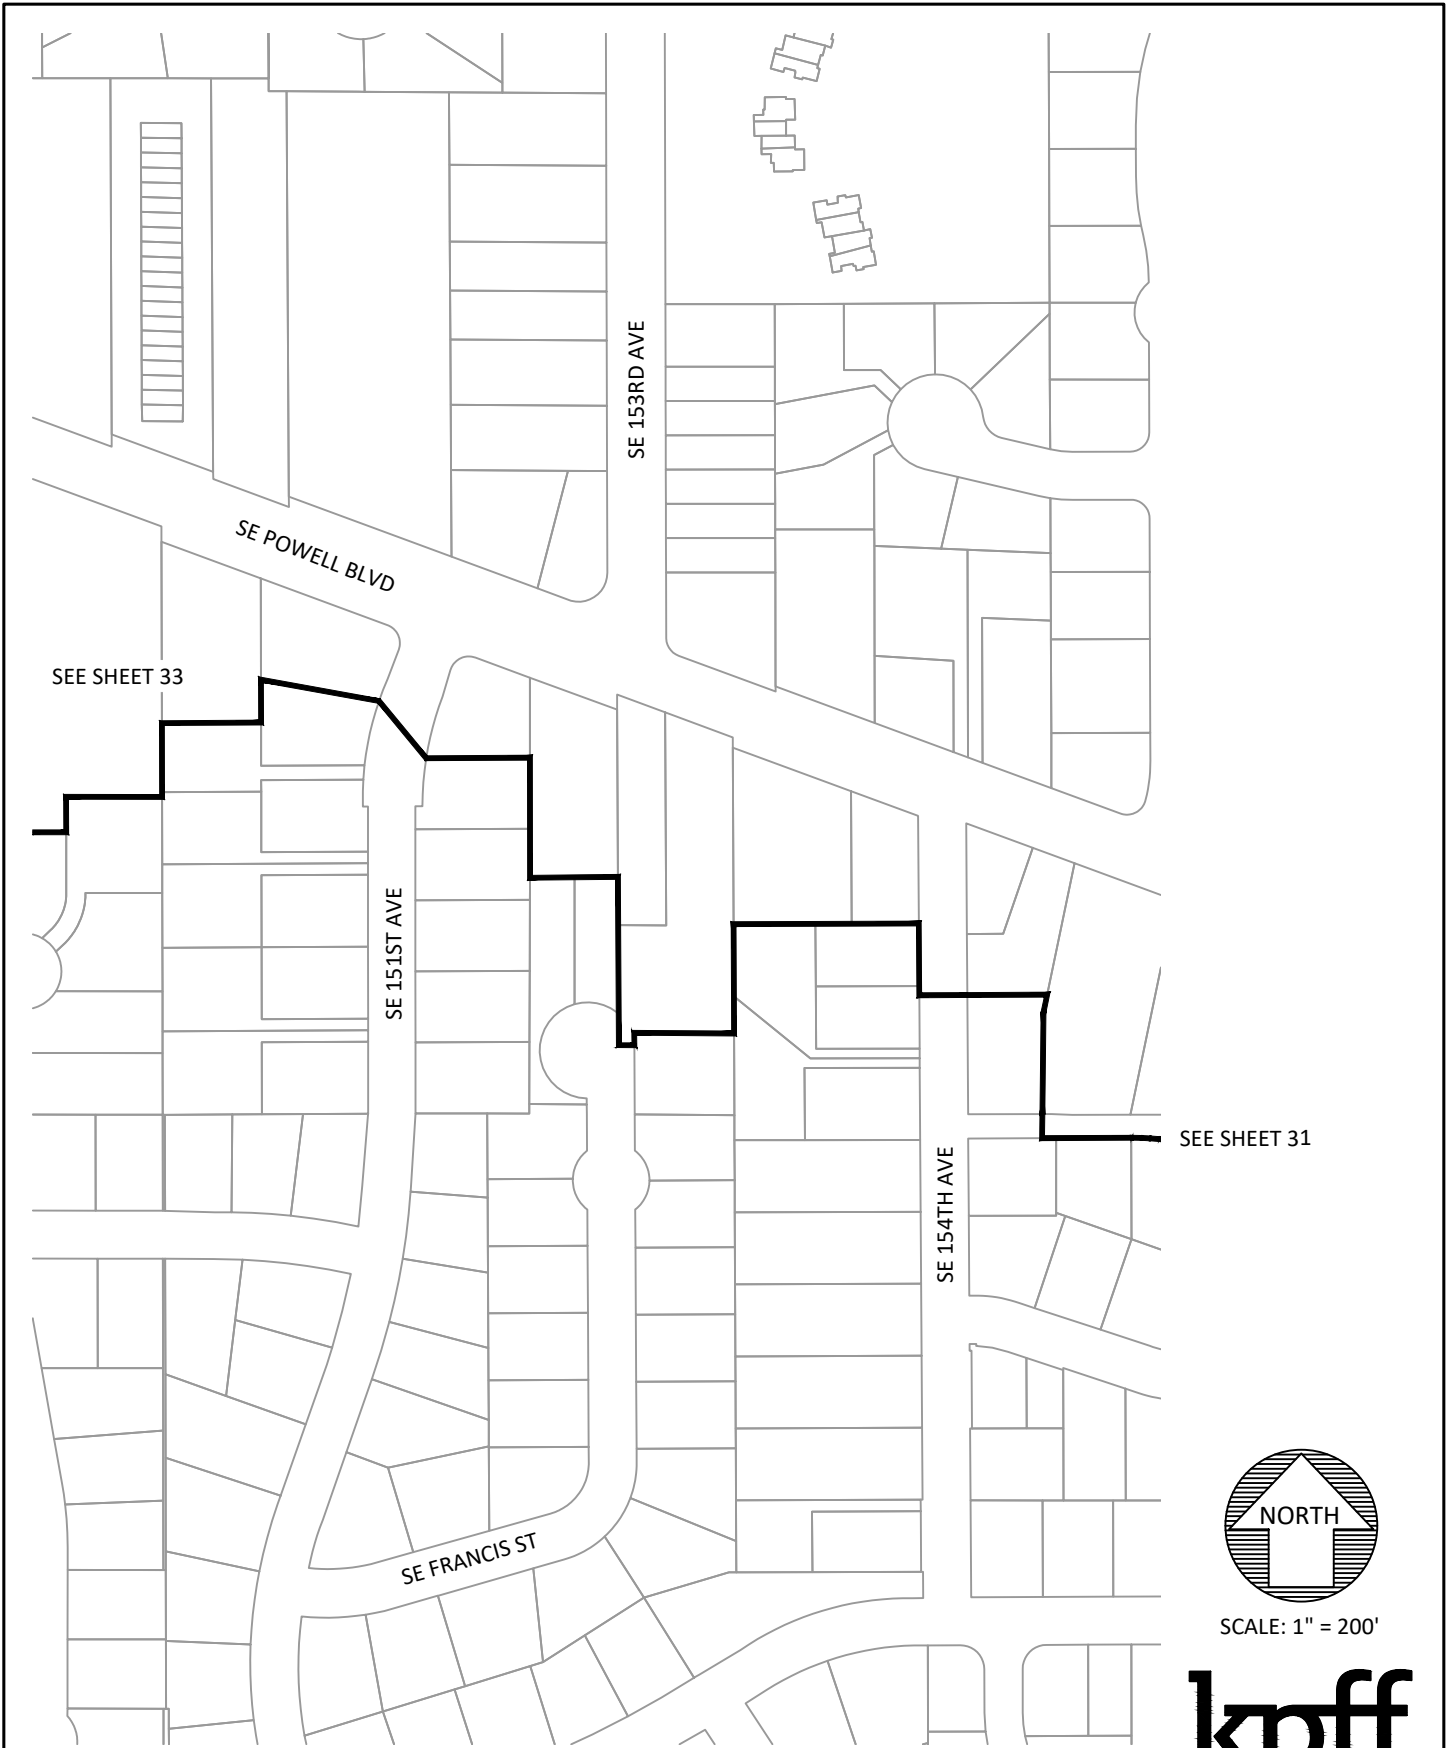 SE 153RD AVE
SE POWELL BLVD
SEE SHEET 33
SE 151ST AVE
SEE SHEET 31
SE 154TH AVE
NORTH
SE FRANCIS ST
SCALE: 1" = 200'
kpff